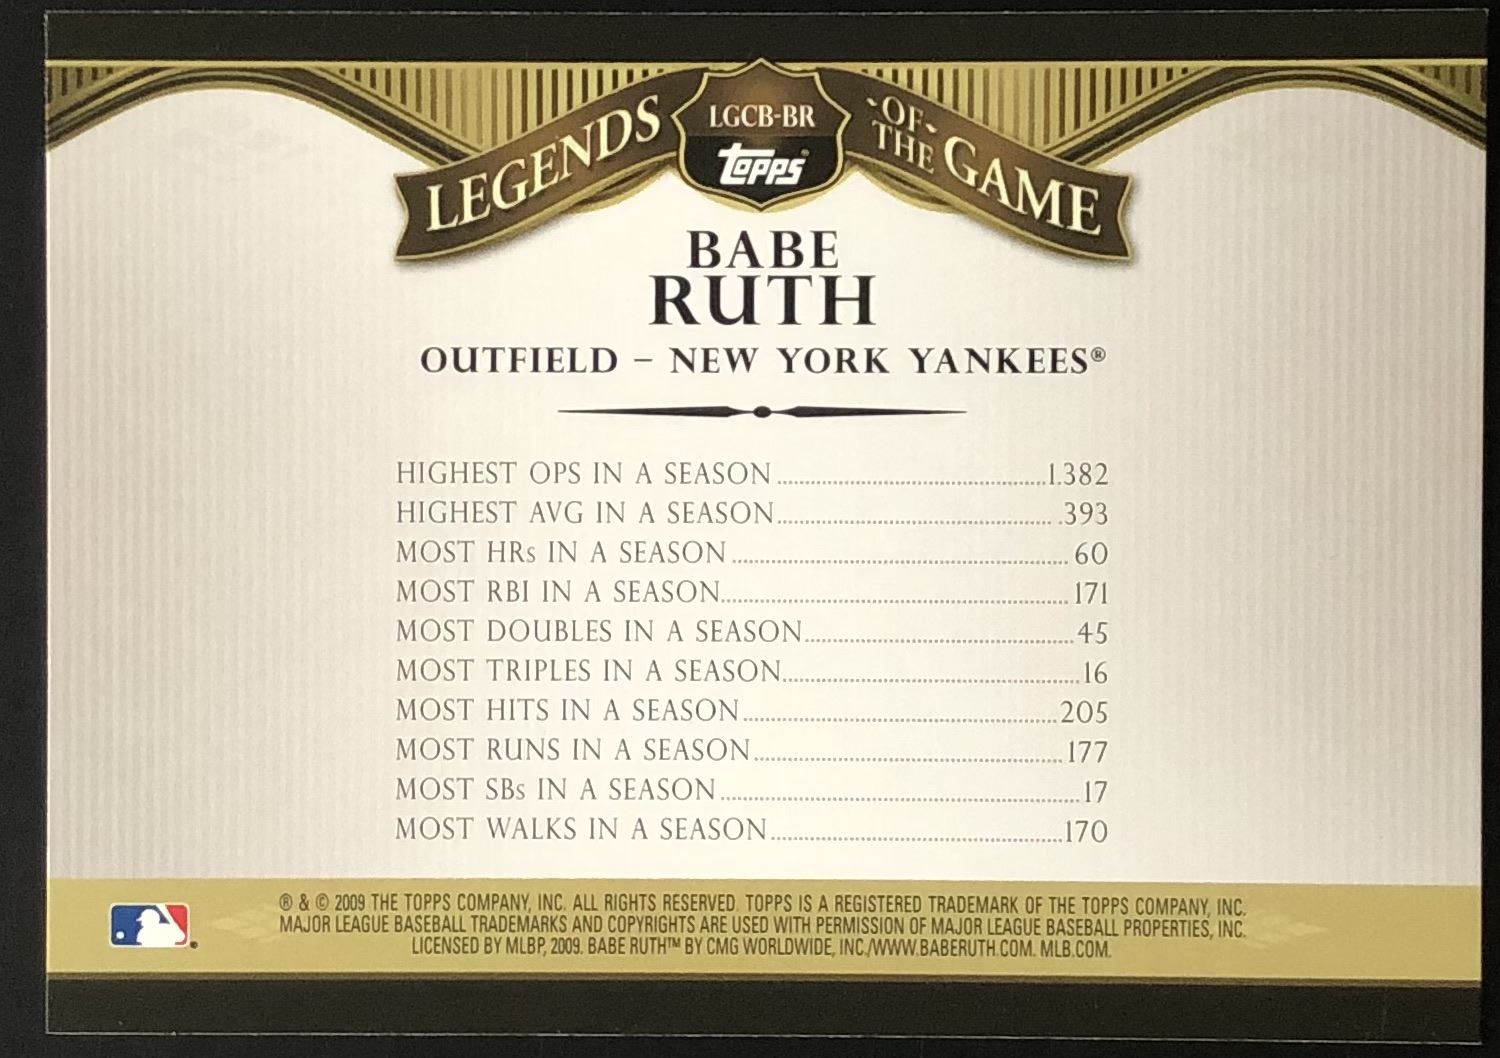 LEGENDS
LGCB-BR
topps
-OF-
THE
GAME
BABE
RUTH
OUTFIELD – NEW YORK YANKEES®
HIGHEST OPS IN A SEASON..........1.382
HIGHEST AVG IN A SEASON.......... .393
MOST HRs IN A SEASON..........60
MOST RBI IN A SEASON..........171
MOST DOUBLES IN A SEASON..........45
MOST TRIPLES IN A SEASON..........16
MOST HITS IN A SEASON..........205
MOST RUNS IN A SEASON..........177
MOST SBs IN A SEASON..........17
MOST WALKS IN A SEASON..........170
® & © 2009 THE TOPPS COMPANY, INC. ALL RIGHTS RESERVED. TOPPS IS A REGISTERED TRADEMARK OF THE TOPPS COMPANY, INC.
MAJOR LEAGUE BASEBALL TRADEMARKS AND COPYRIGHTS ARE USED WITH PERMISSION OF MAJOR LEAGUE BASEBALL PROPERTIES, INC.
LICENSED BY MLBP, 2009. BABE RUTH™ BY CMG WORLDWIDE, INC./WWW.BABERUTH.COM. MLB.COM.